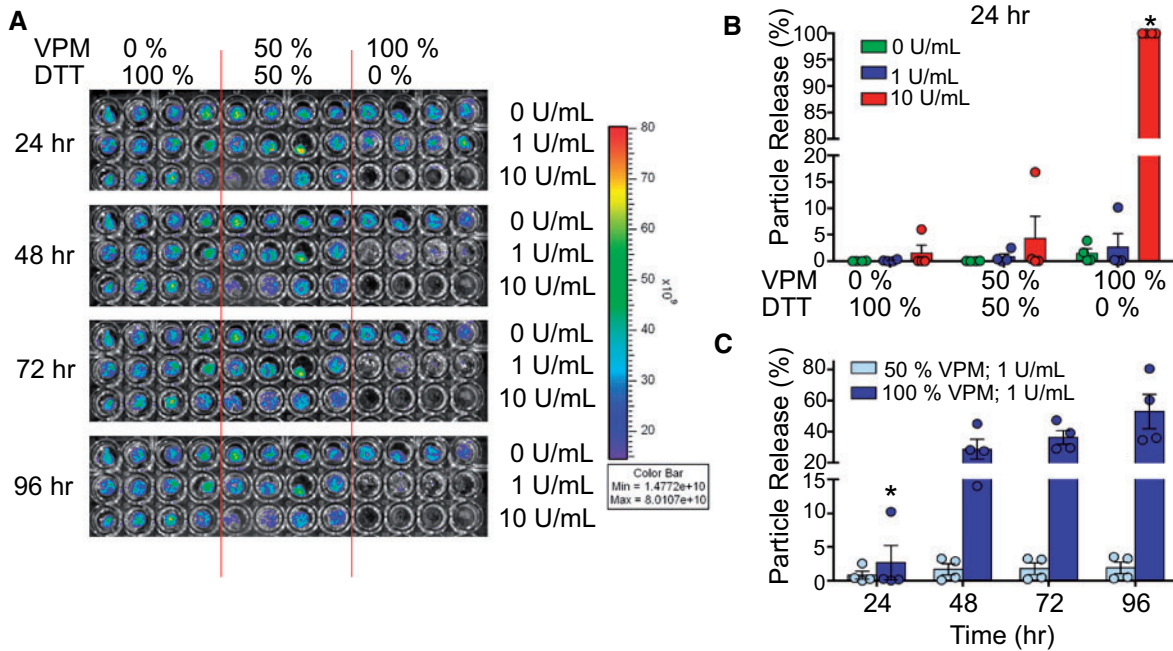 A
VPM 0 % 50 % 100 %
DTT 100 % 50 % 0 %
24 hr
0 U/mL
1 U/mL
10 U/mL
48 hr
0 U/mL
1 U/mL
10 U/mL
72 hr
0 U/mL
1 U/mL
10 U/mL
96 hr
0 U/mL
1 U/mL
10 U/mL
80
70
60
50
40
30
20
x10^9
Color Bar
Min = 1.4772e+10
Max = 8.0107e+10
B
24 hr
Particle Release (%)
100
95
90
85
80
20
15
10
5
0
0 U/mL
1 U/mL
10 U/mL
*
VPM 0 % 50 % 100 %
DTT 100 % 50 % 0 %
C
Particle Release (%)
80
60
40
20
15
10
5
0
50 % VPM; 1 U/mL
100 % VPM; 1 U/mL
*
24 48 72 96
Time (hr)